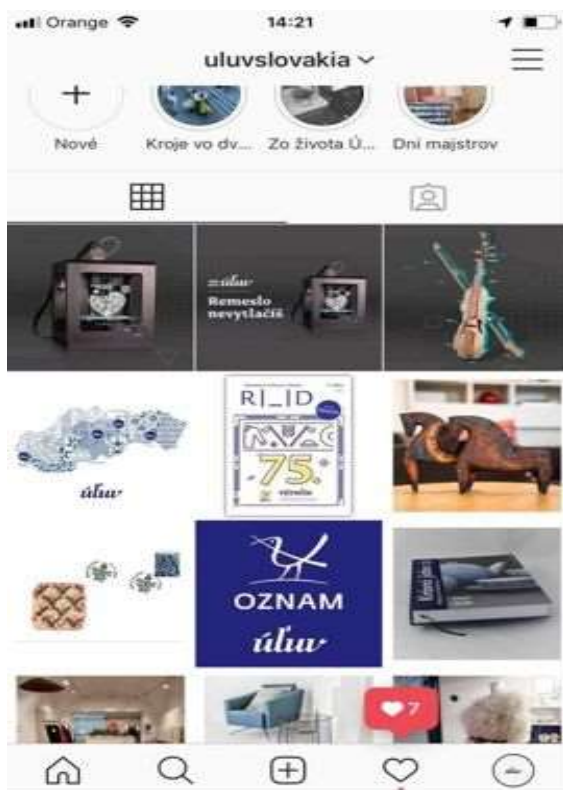 Orange
14:21
uluvslovakia
Nové
Kroje vo dv...
Zo života Ú...
Dni majstrov
úľuv
Remeslo
nevytlačíš
R|_|D
75.
výročie
úľuv
OZNAM
úľuv
7